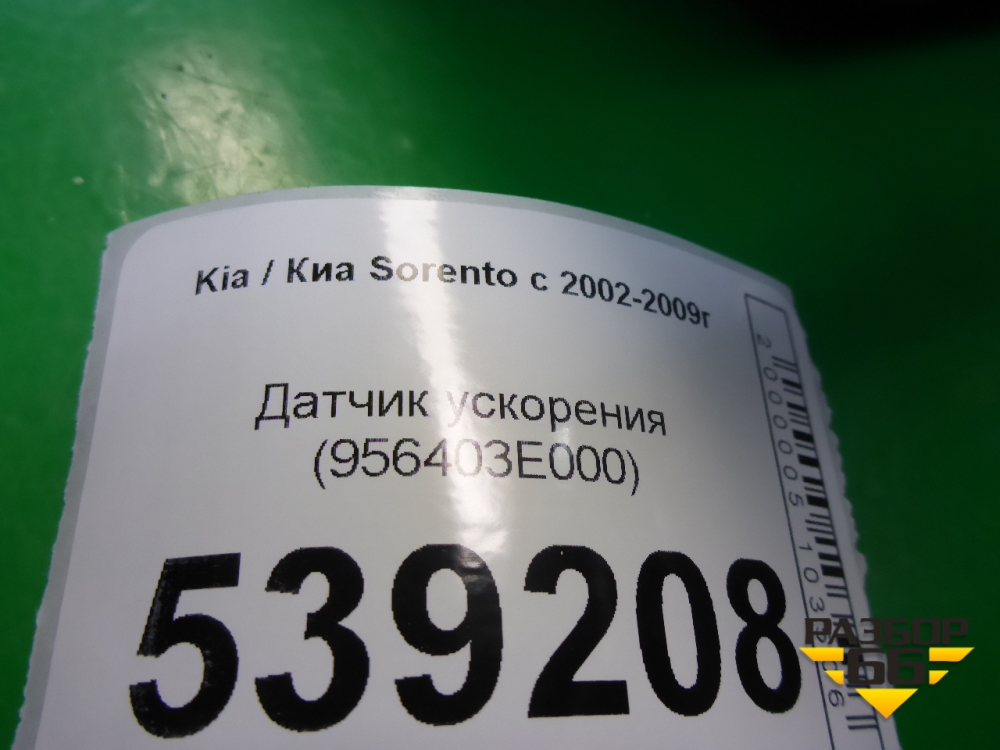 Kia / Киа Sorento с 2002-2009г
Датчик ускорения
(956403E000)
539208
РАЗБОР
66